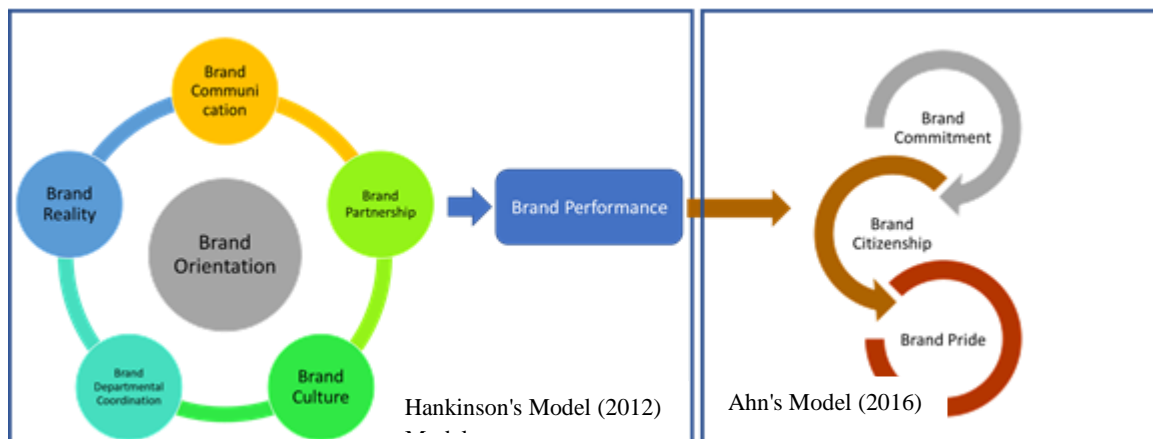 Brand
Communi
cation
Brand
Reality
Brand
Partnership
Brand
Orientation
Brand
Departmental
Coordination
Brand
Culture
Hankinson's Model (2012)
Brand Performance
Brand
Commitment
Brand
Citizenship
Brand Pride
Ahn's Model (2016)